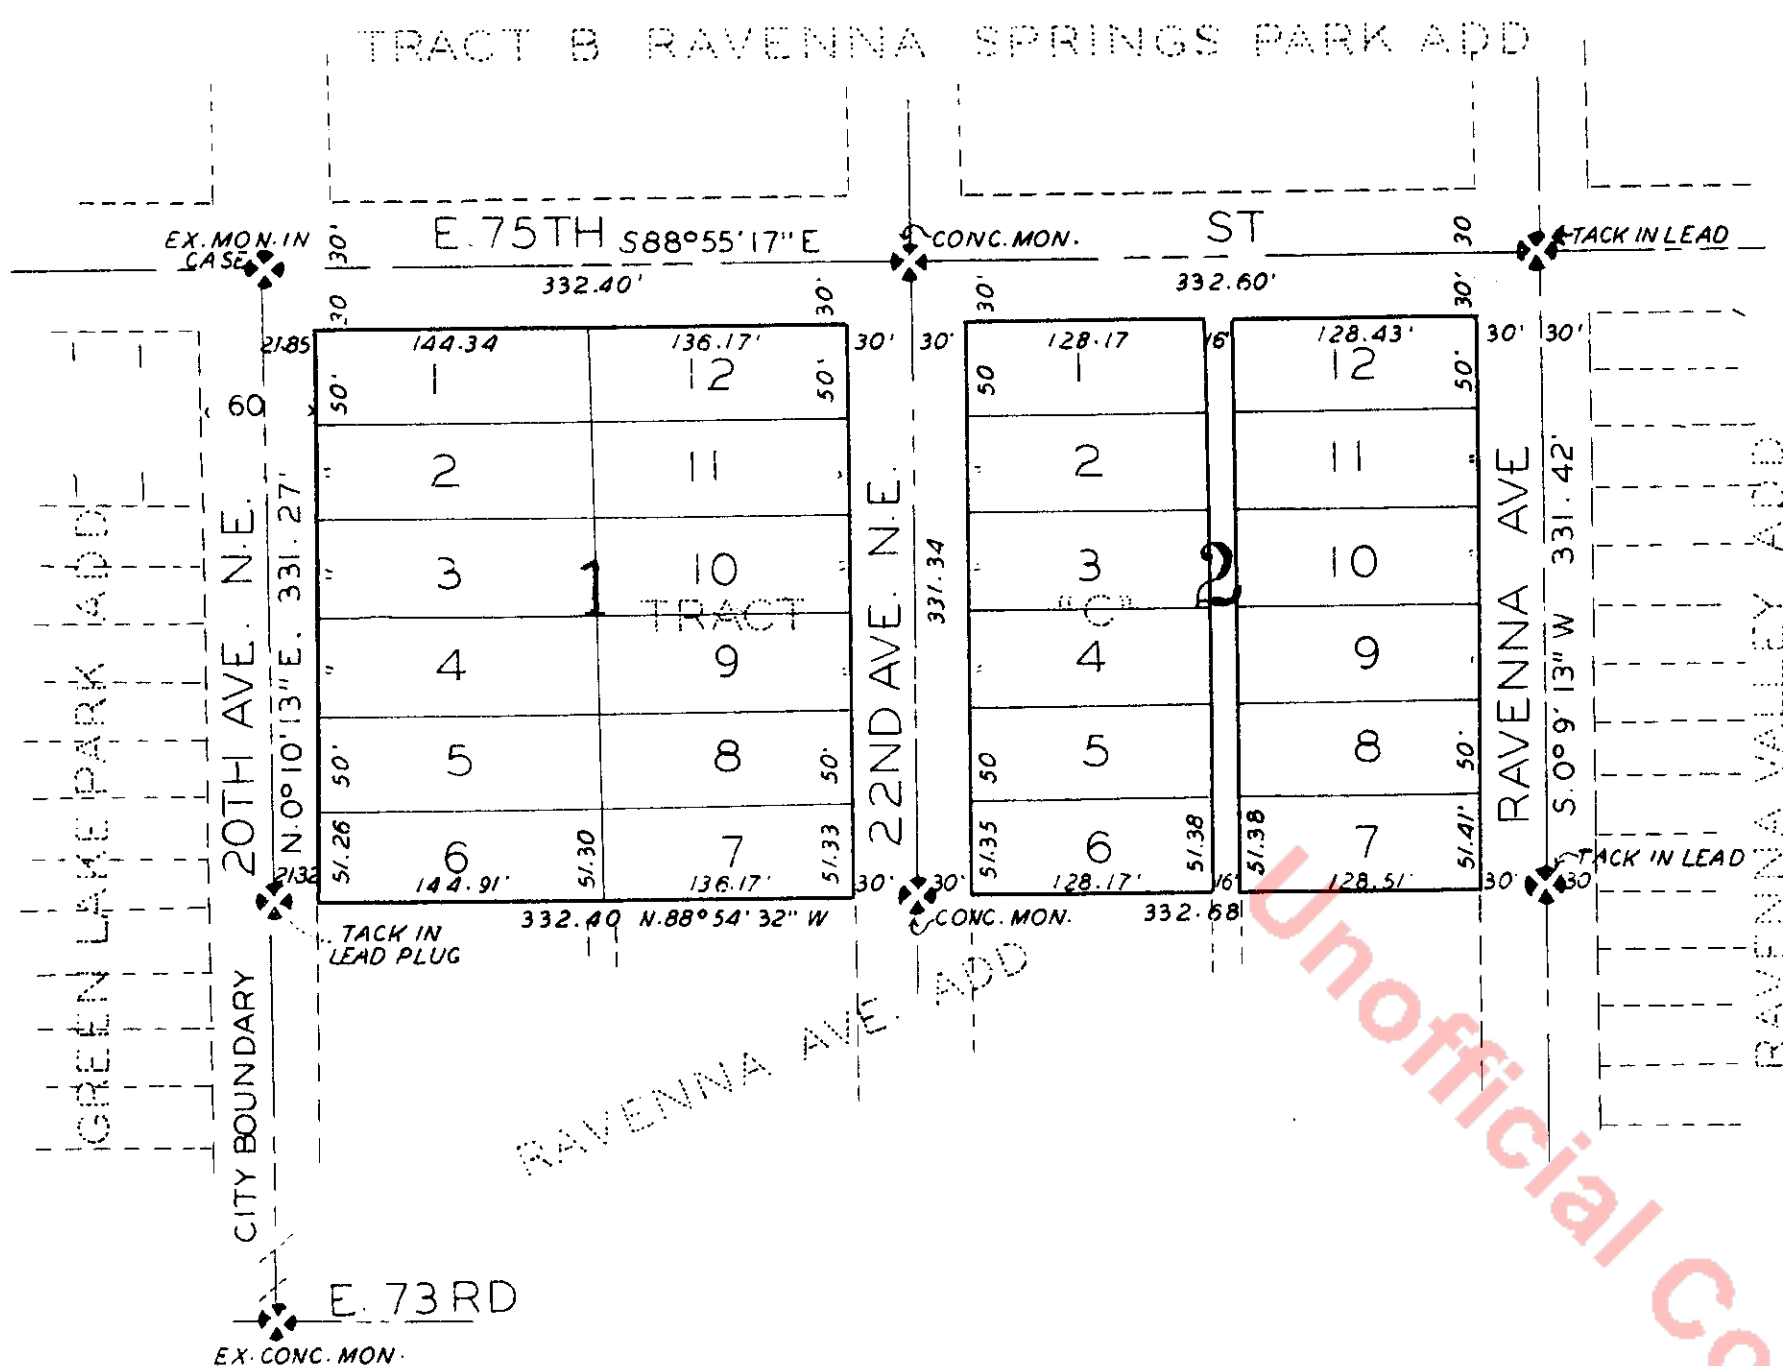 TRACT B RAVENNA SPRINGS PARK ADD
EX. MON. IN CASE
30'
E. 75TH S88°55'17"E
CONC. MON.
ST
30
TACK IN LEAD
332.40'
332.60'
30
30'
30'
30'
21.85
144.34
136.17'
30'
30'
128.17
16'
128.43'
30'
30'
50'
1
12
50'
50
1
12
50'
60
2
11
2
11
3
1
10
3
2
10
TRACT
"C"
4
9
4
9
5
8
5
8
50'
50'
50
50'
6
7
6
7
51.26
51.30
51.33
51.35
51.38
51.38
51.41'
21.32
144.91'
136.17'
30'
30'
128.17'
16'
128.51'
30'
30'
332.40 N.88°54'32" W
CONC. MON.
332.68
TACK IN LEAD
TACK IN
LEAD PLUG
GREEN LAKE PARK ADD
20TH AVE. N.E.
N.0°10'13" E. 331.27'
22ND AVE. N.E.
331.34
RAVENNA AVE
S.0°9'13" W 331.42'
RAVENNA VALLEY ADD
CITY BOUNDARY
RAVENNA AVE. ADD
E. 73RD
EX. CONC. MON.
Unofficial Co